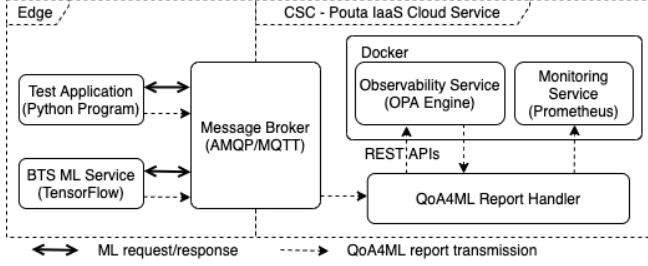 Edge
CSC - Pouta IaaS Cloud Service
Docker
Test Application
(Python Program)
Message Broker
(AMQP/MQTT)
Observability Service
(OPA Engine)
Monitoring
Service
(Prometheus)
BTS ML Service
(TensorFlow)
REST APIs
QoA4ML Report Handler
ML request/response
QoA4ML report transmission